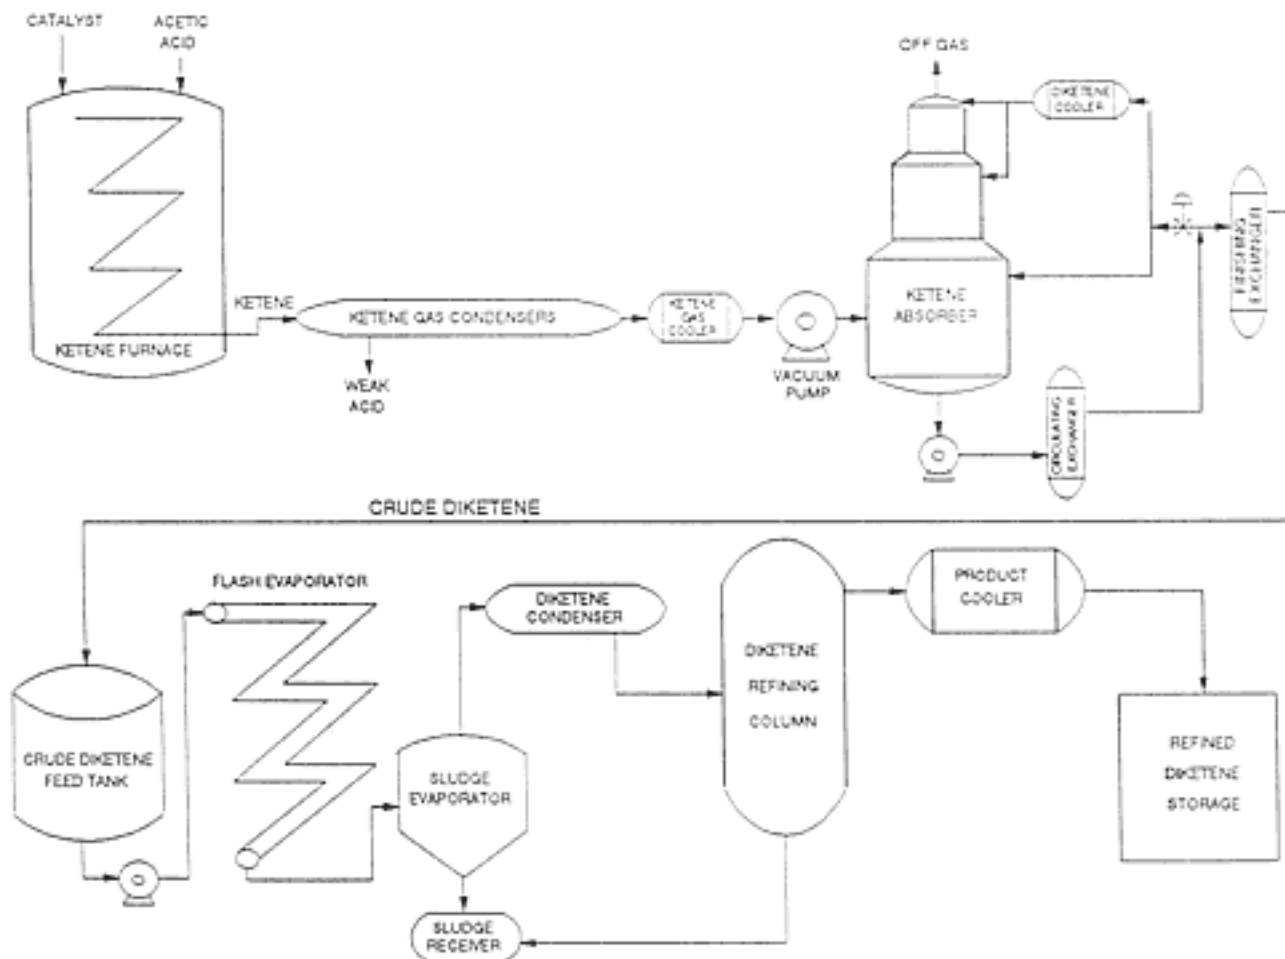 CATALYST
ACETIC
ACID
OFF GAS
DIKETENE
COOLER
FINISHING
EXCHANGER
KETENE
ABSORBER
KETENE
KETENE GAS CONDENSERS
KETENE
GAS
COOLER
KETENE FURNACE
WEAK
ACID
VACUUM
PUMP
CIRCULATING
EXCHANGER
CRUDE DIKETENE
FLASH EVAPORATOR
DIKETENE
CONDENSER
PRODUCT
COOLER
DIKETENE
REFINING
COLUMN
CRUDE DIKETENE
FEED TANK
SLUDGE
EVAPORATOR
REFINED
DIKETENE
STORAGE
SLUDGE
RECEIVER